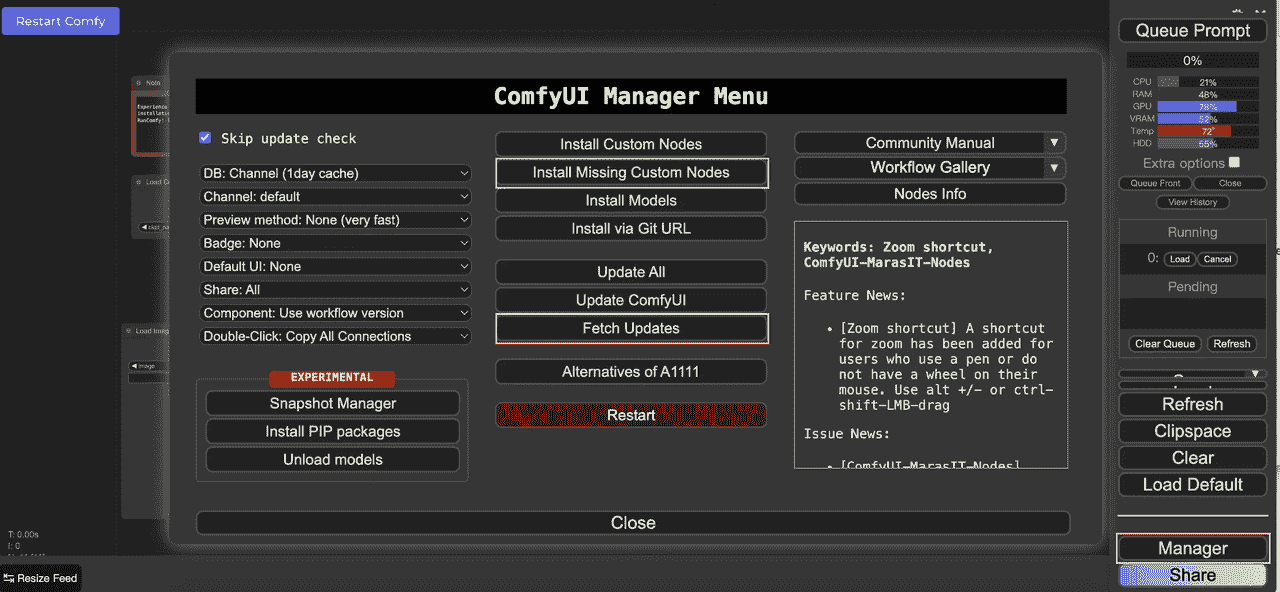 Restart Comfy
Note
Experience
installatio
RunComfy:
Load C
Load Imag
image
T: 0.00s
I: 0
Resize Feed
ComfyUI Manager Menu
Skip update check
DB: Channel (1day cache)
Channel: default
Preview method: None (very fast)
Badge: None
Default UI: None
Share: All
Component: Use workflow version
Double-Click: Copy All Connections
EXPERIMENTAL
Snapshot Manager
Install PIP packages
Unload models
Install Custom Nodes
Install Missing Custom Nodes
Install Models
Install via Git URL
Update All
Update ComfyUI
Fetch Updates
Alternatives of A1111
Restart
Community Manual
Workflow Gallery
Nodes Info
Keywords: Zoom shortcut,
ComfyUI-MarasIT-Nodes
Feature News:
• [Zoom shortcut] A shortcut
for zoom has been added for
users who use a pen or do
not have a wheel on their
mouse. Use alt +/- or ctrl-
shift-LMB-drag
Issue News:
• [ComfyUI-MarasIT-Nodes]
Close
Queue Prompt
0%
CPU 21%
RAM 48%
GPU 78%
VRAM 52%
Temp 72°
HDD 65%
Extra options
Queue Front Close
View History
Running
0: Load Cancel
Pending
Clear Queue Refresh
Refresh
Clipspace
Clear
Load Default
Manager
Share